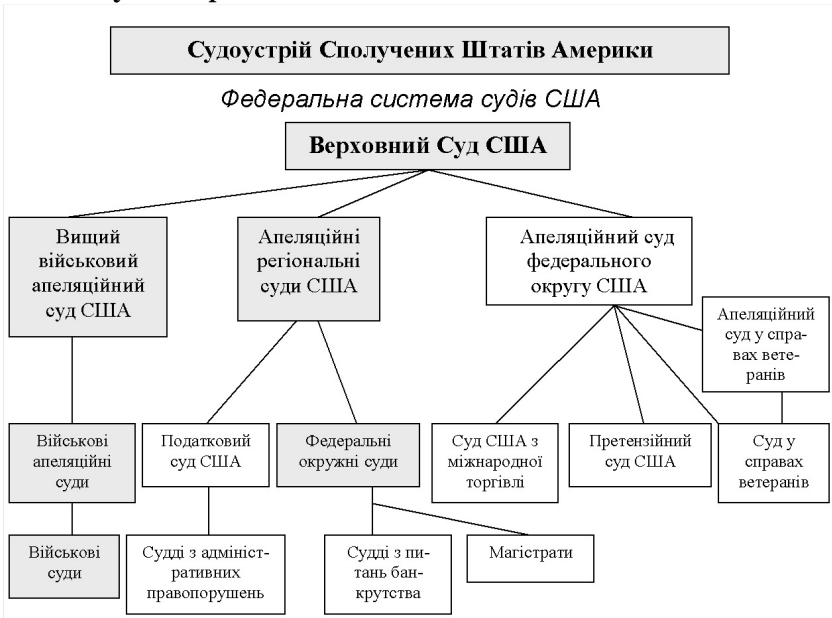 Судоустрій Сполучених Штатів Америки
Федеральна система судів США
Верховний Суд США
Вищий
військовий
апеляційний
суд США
Апеляційні
регіональні
суди США
Апеляційний суд
федерального
округу США
Апеляційний
суд у спра-
вах вете-
ранів
Військові
апеляційні
суди
Податковий
суд США
Федеральні
окружні суди
Суд США з
міжнародної
торгівлі
Претензійний
суд США
Суд у
справах
ветеранів
Військові
суди
Судді з адмініст-
ративних
правопорушень
Судді з пи-
тань бан-
крутства
Магістрати